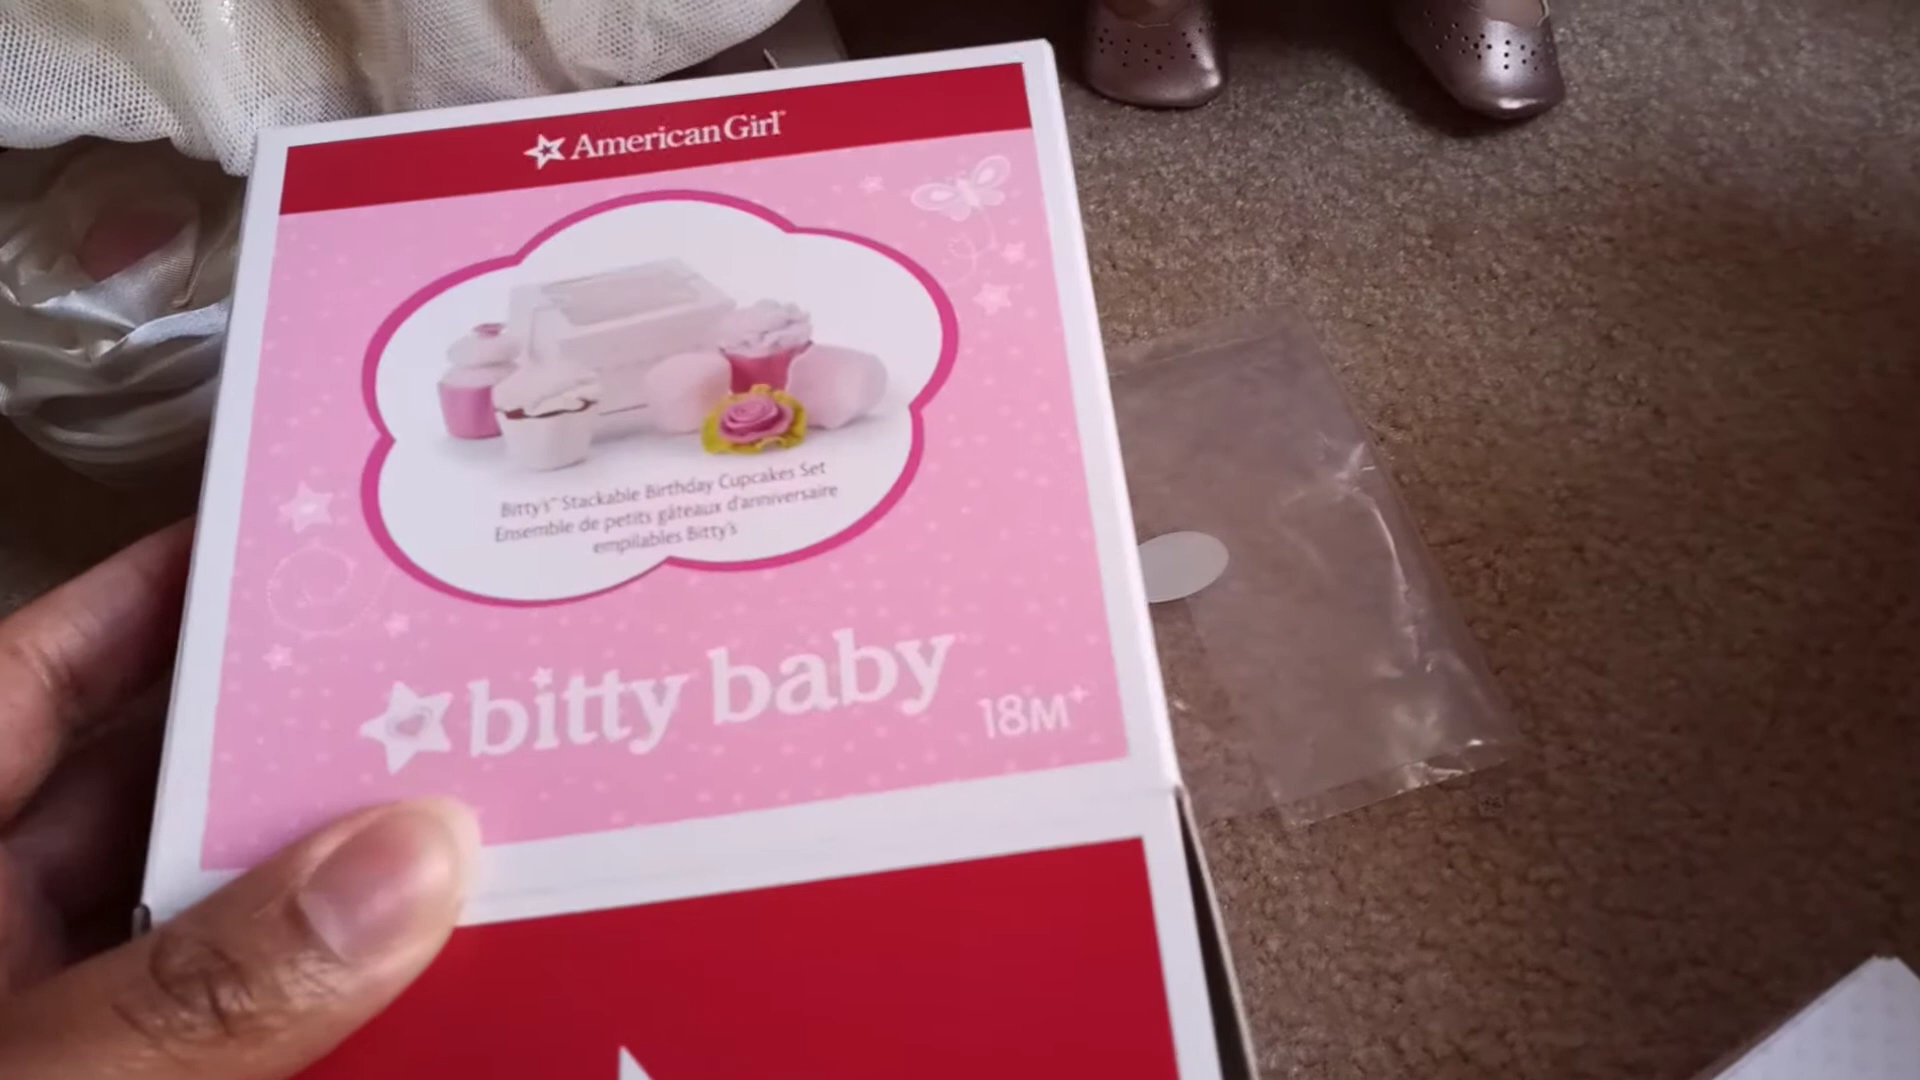 American Girl®
Bitty's™ Stackable Birthday Cupcakes Set
Ensemble de petits gâteaux d'anniversaire
empilables Bitty's
bitty baby
18M+